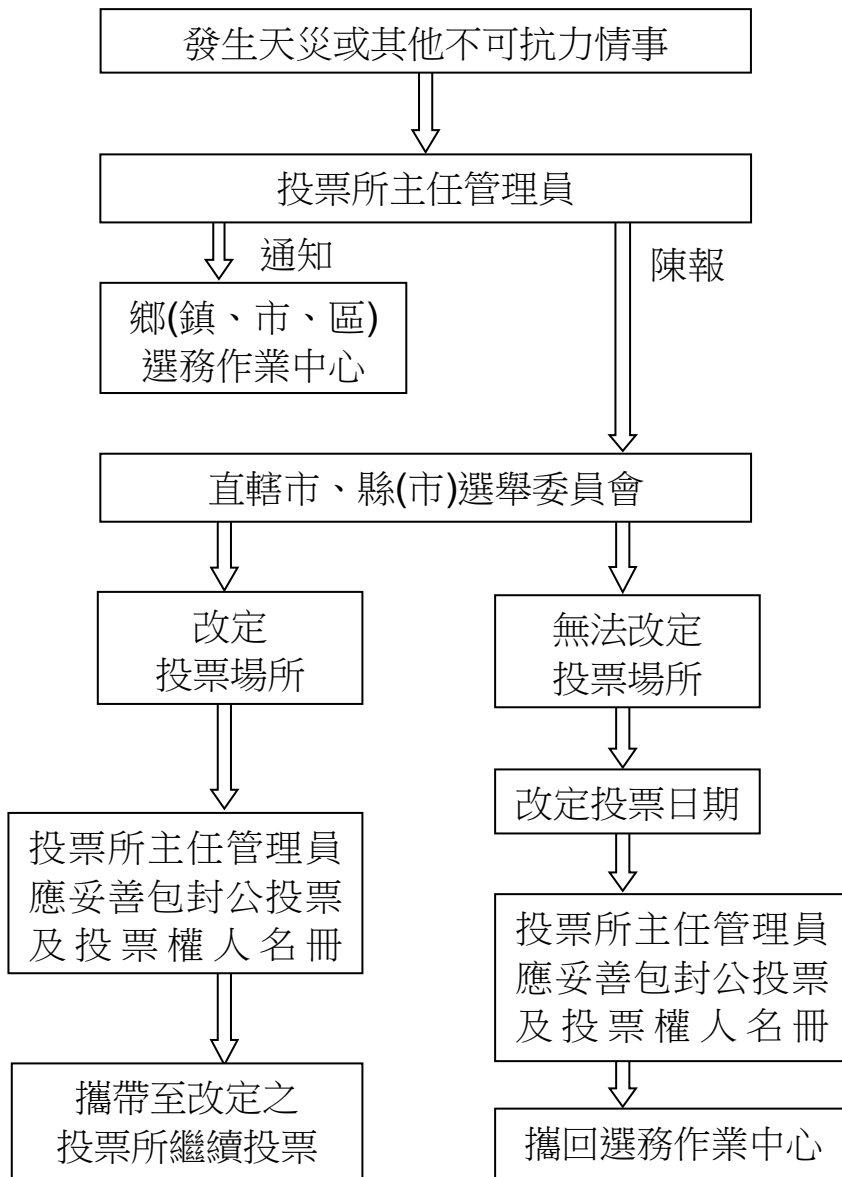 發生天災或其他不可抗力情事
投票所主任管理員
通知
陳報
鄉(鎮、市、區)
選務作業中心
直轄市、縣(市)選舉委員會
改定
投票場所
無法改定
投票場所
改定投票日期
投票所主任管理員
應妥善包封公投票
及投票權人名冊
投票所主任管理員
應妥善包封公投票
及投票權人名冊
攜帶至改定之
投票所繼續投票
攜回選務作業中心